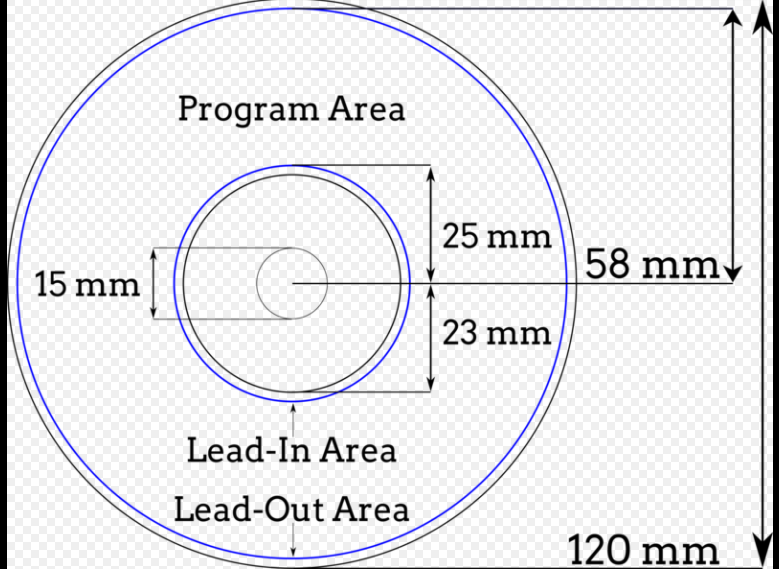 Program Area
25 mm
58 mm
15 mm
23 mm
Lead-In Area
Lead-Out Area
120 mm